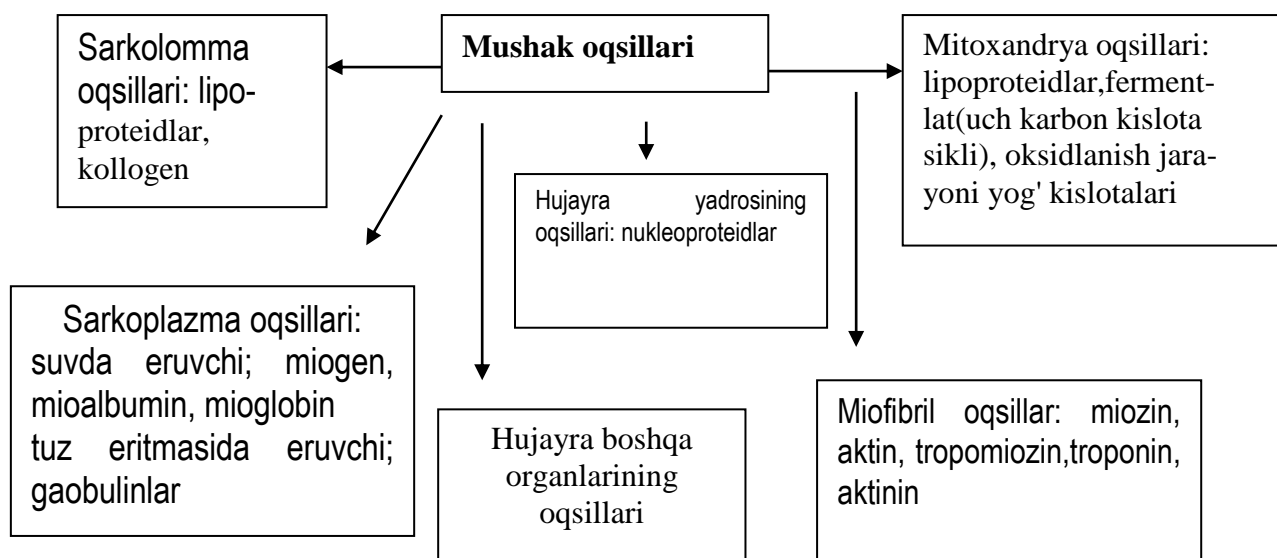 Sarkolomma
oqsillari: lipo-
proteidlar,
kollogen
Mushak oqsillari
Mitoxandrya oqsillari:
lipoproteidlar,ferment-
lat(uch karbon kislota
sikli), oksidlanish jara-
yoni yog' kislotalari
Hujayra yadrosining
oqsillari: nukleoproteidlar
Sarkoplazma oqsillari:
suvda eruvchi; miogen,
mioalbumin, mioglobin
tuz eritmasida eruvchi;
gaobulinlar
Hujayra boshqa
organlarining
oqsillari
Miofibril oqsillar: miozin,
aktin, tropomiozin,troponin,
aktinin